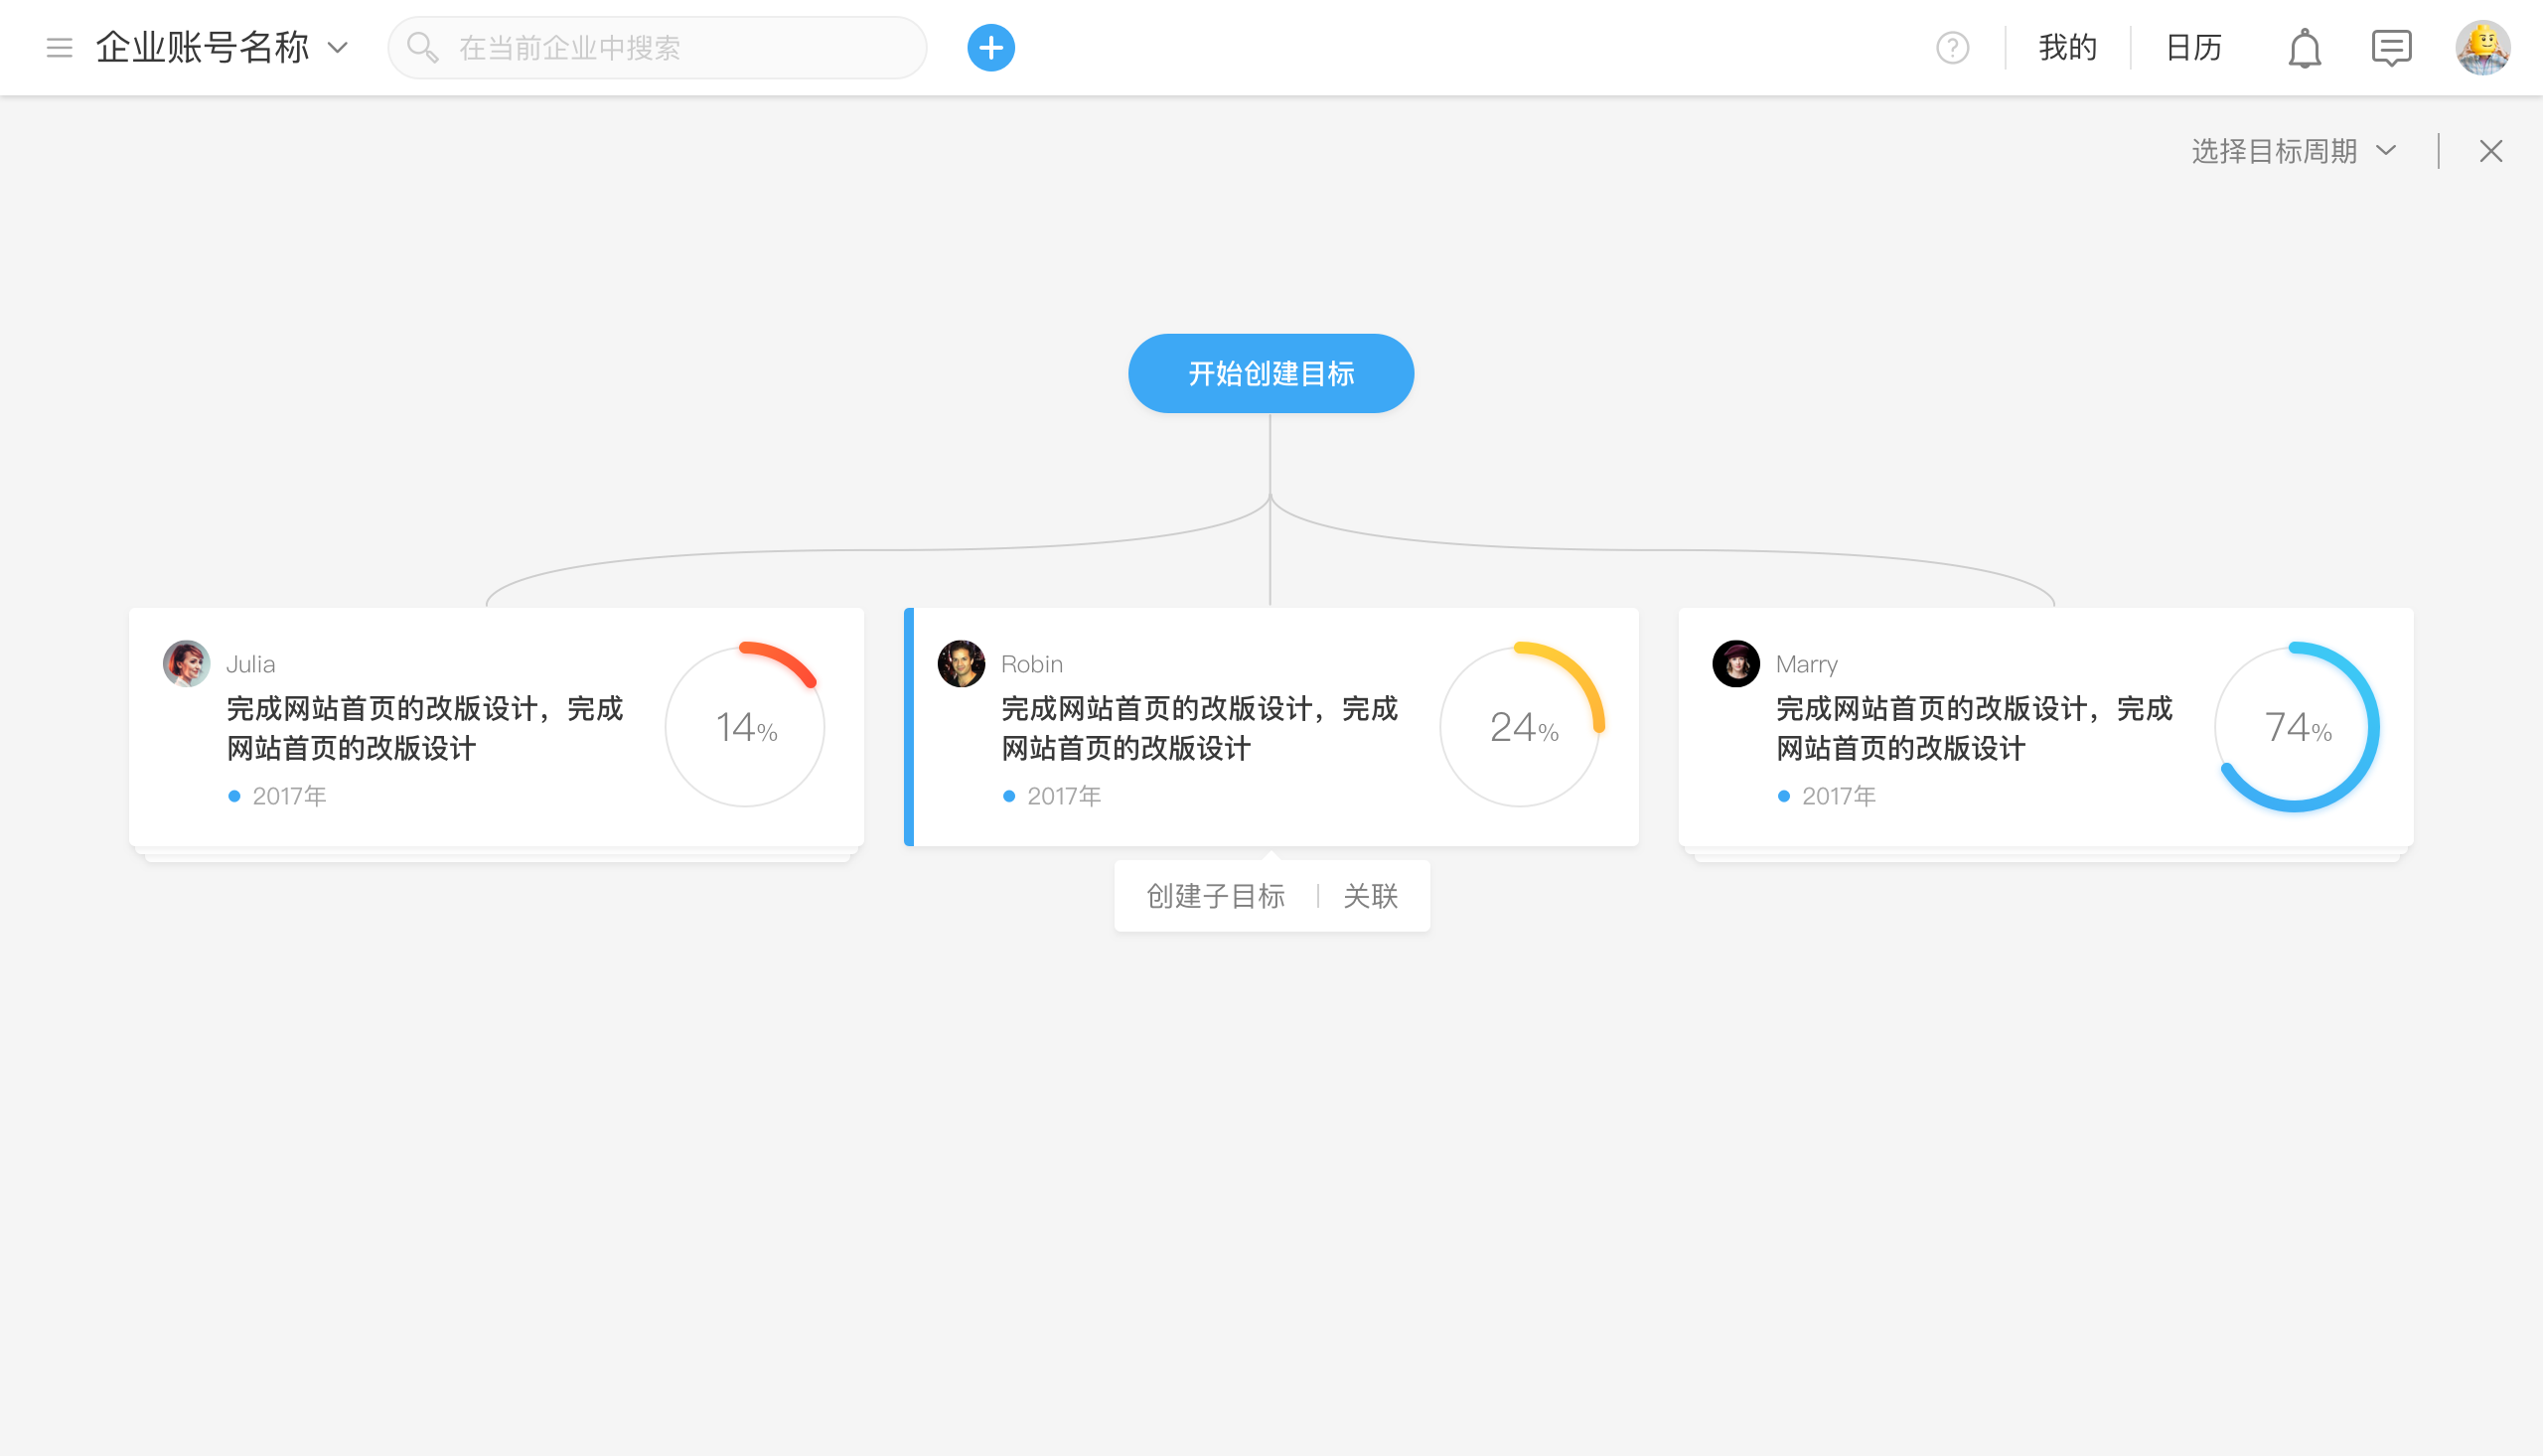 企业账号名称
在当前企业中搜索
我的
日历
选择目标周期
开始创建目标
Julia
完成网站首页的改版设计，完成
网站首页的改版设计
2017年
14%
Robin
完成网站首页的改版设计，完成
网站首页的改版设计
2017年
24%
Marry
完成网站首页的改版设计，完成
网站首页的改版设计
2017年
74%
创建子目标
关联